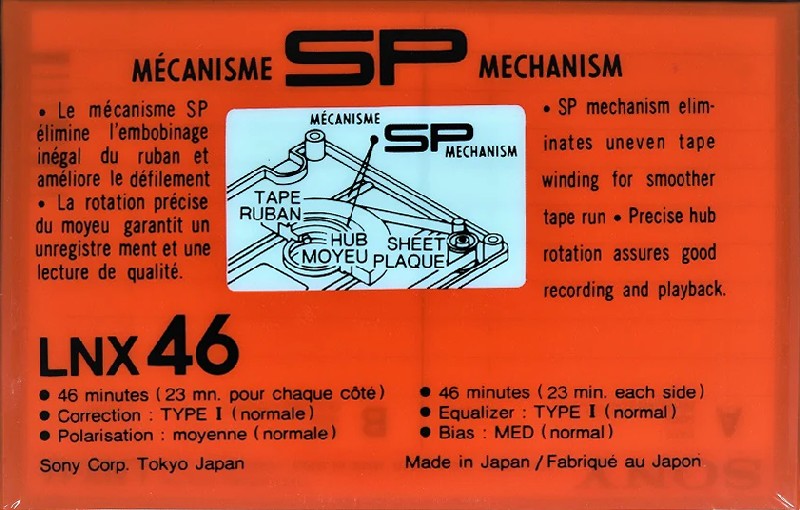 MÉCANISME SP MECHANISM
• Le mécanisme SP
élimine l'embobinage
inégal du ruban et
améliore le défilement
• La rotation précise
du moyeu garantit un
unregistre ment et une
lecture de qualité.
MÉCANISME
SP
MECHANISM
TAPE
RUBAN
HUB
MOYEU
SHEET
PLAQUE
• SP mechanism elim-
inates uneven tape
winding for smoother
tape run • Precise hub
rotation assures good
recording and playback.
LNX 46
• 46 minutes (23 mn. pour chaque côté)
• Correction : TYPE I (normale)
• Polarisation : moyenne (normale)
Sony Corp. Tokyo Japan
• 46 minutes (23 min. each side)
• Equalizer : TYPE I (normal)
• Bias : MED (normal)
Made in Japan / Fabriqué au Japon
A
B
SONY